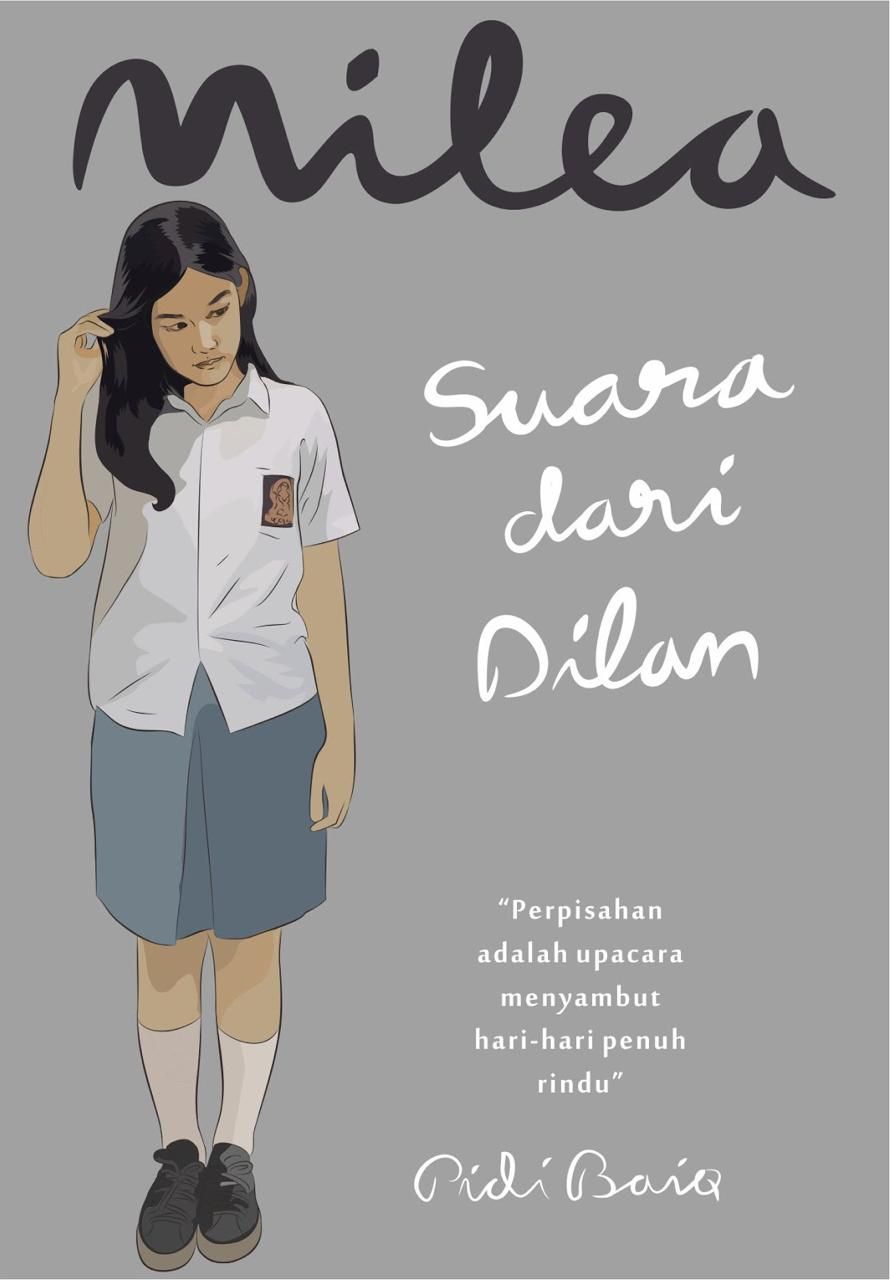 milea
Suara
dari
Dilan
“Perpisahan
adalah upacara
menyambut
hari-hari penuh
rindu”
Pidi Baiq